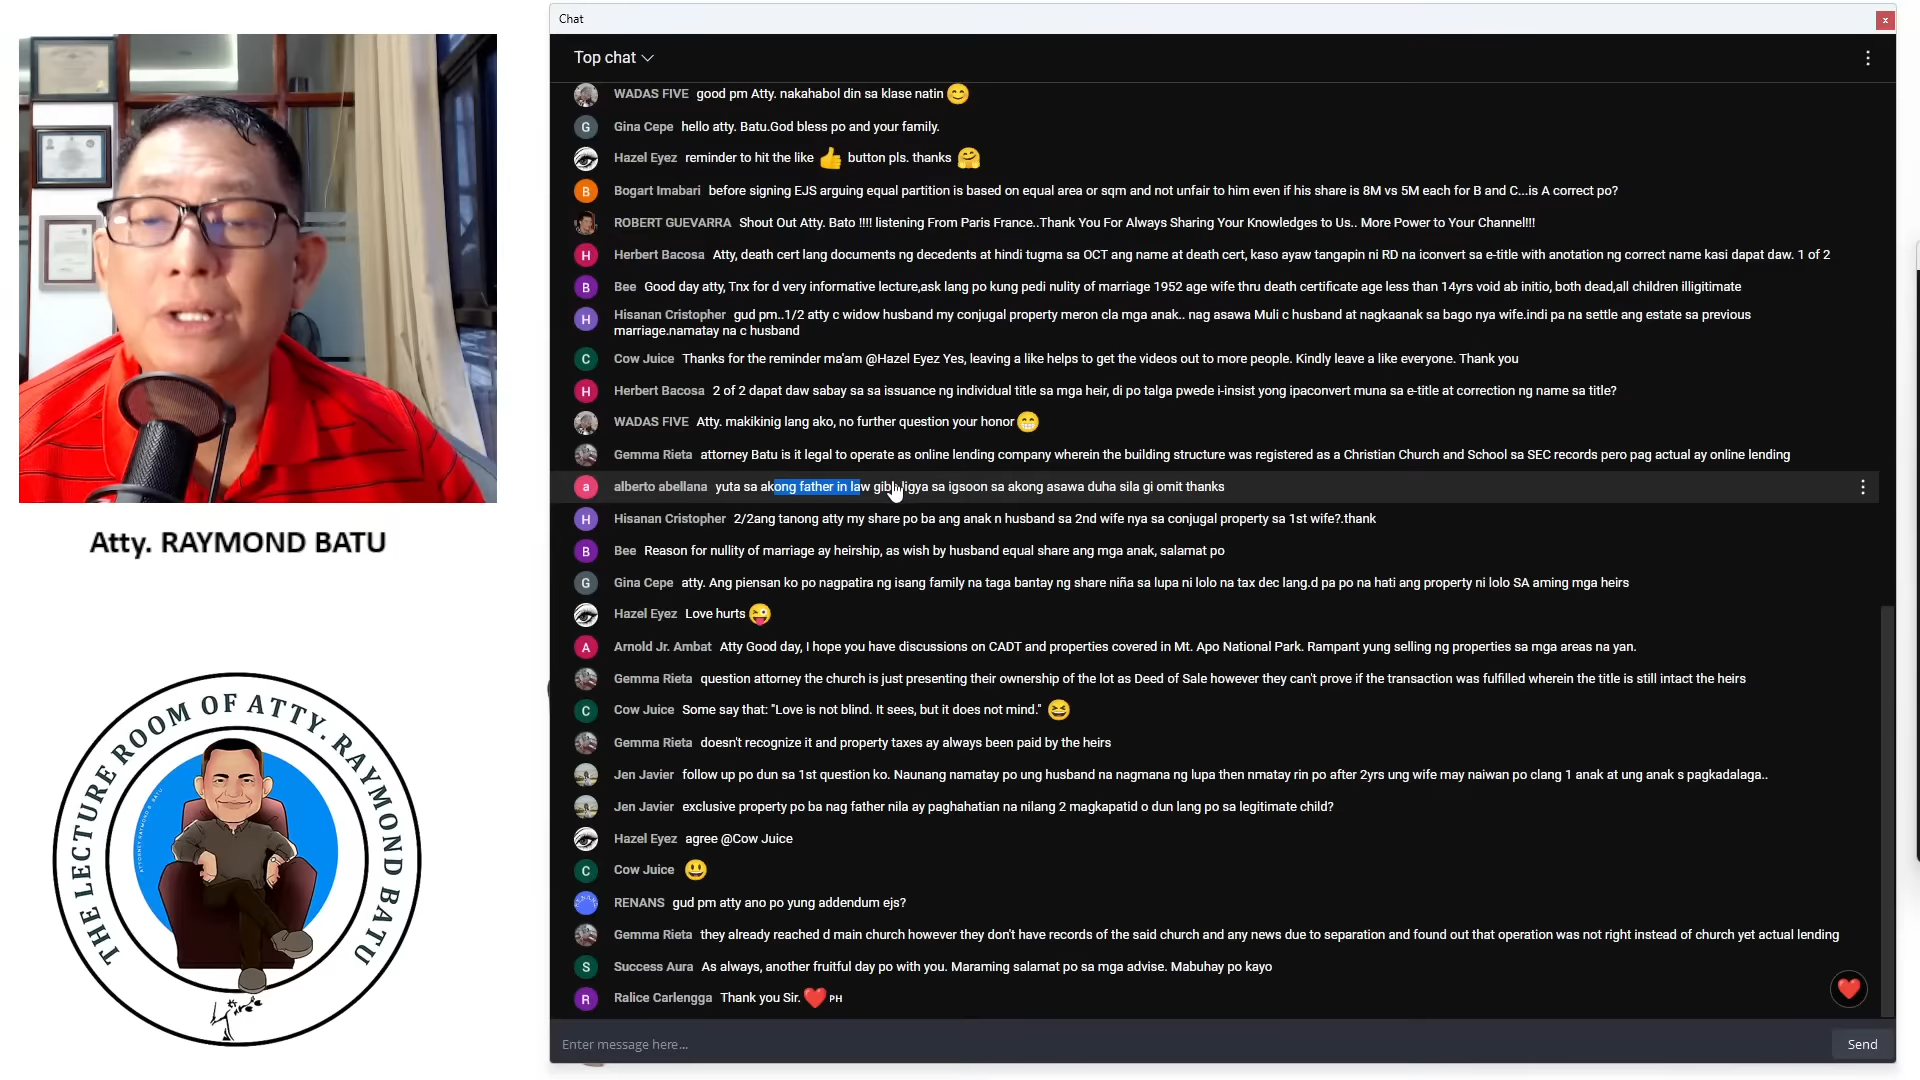 Chat
x
Top chat
WADAS FIVE good pm Atty. nakahabol din sa klase natin 😊
G Gina Cepe hello atty. Batu.God bless po and your family.
Hazel Eyez reminder to hit the like 👍 button pls. thanks 🤗
B Bogart Imabari before signing EJS arguing equal partition is based on equal area or sqm and not unfair to him even if his share is 8M vs 5M each for B and C...is A correct po?
ROBERT GUEVARRA Shout Out Atty. Bato !!!! listening From Paris France..Thank You For Always Sharing Your Knowledges to Us.. More Power to Your Channel!!!
H Herbert Bacosa Atty, death cert lang documents ng decedents at hindi tugma sa OCT ang name at death cert, kaso ayaw tangapin ni RD na iconvert sa e-title with anotation ng correct name kasi dapat daw. 1 of 2
B Bee Good day atty, Tnx for d very informative lecture,ask lang po kung pedi nulity of marriage 1952 age wife thru death certificate age less than 14yrs void ab initio, both dead,all children illigitimate
H Hisanan Cristopher gud pm..1/2 atty c widow husband my conjugal property meron cla mga anak.. nag asawa Muli c husband at nagkaanak sa bago nya wife.indi pa na settle ang estate sa previous
marriage.namatay na c husband
C Cow Juice Thanks for the reminder ma'am @Hazel Eyez Yes, leaving a like helps to get the videos out to more people. Kindly leave a like everyone. Thank you
H Herbert Bacosa 2 of 2 dapat daw sabay sa sa issuance ng individual title sa mga heir, di po talga pwede i-insist yong ipaconvert muna sa e-title at correction ng name sa title?
WADAS FIVE Atty. makikinig lang ako, no further question your honor 😁
Gemma Rieta attorney Batu is it legal to operate as online lending company wherein the building structure was registered as a Christian Church and School sa SEC records pero pag actual ay online lending
a alberto abellana yuta sa akong father in law sa igsoon sa akong asawa duha sila gi omit thanks
H Hisanan Cristopher 2/2ang tanong atty my share po ba ang anak n husband sa 2nd wife nya sa conjugal property sa 1st wife?.thank
B Bee Reason for nullity of marriage ay heirship, as wish by husband equal share ang mga anak, salamat po
G Gina Cepe atty. Ang piensan ko po nagpatira ng isang family na taga bantay ng share niña sa lupa ni lolo na tax dec lang.d pa po na hati ang property ni lolo SA aming mga heirs
Hazel Eyez Love hurts 😜
A Arnold Jr. Ambat Atty Good day, I hope you have discussions on CADT and properties covered in Mt. Apo National Park. Rampant yung selling ng properties sa mga areas na yan.
Gemma Rieta question attorney the church is just presenting their ownership of the lot as Deed of Sale however they can't prove if the transaction was fulfilled wherein the title is still intact the heirs
C Cow Juice Some say that: "Love is not blind. It sees, but it does not mind." 😆
Gemma Rieta doesn't recognize it and property taxes ay always been paid by the heirs
Jen Javier follow up po dun sa 1st question ko. Naunang namatay po ung husband na nagmana ng lupa then nmatay rin po after 2yrs ung wife may naiwan po clang 1 anak at ung anak s pagkadalaga..
Jen Javier exclusive property po ba nag father nila ay paghahatian na nilang 2 magkapatid o dun lang po sa legitimate child?
Hazel Eyez agree @Cow Juice
C Cow Juice 😃
RENANS gud pm atty ano po yung addendum ejs?
Gemma Rieta they already reached d main church however they don't have records of the said church and any news due to separation and found out that operation was not right instead of church yet actual lending
S Success Aura As always, another fruitful day po with you. Maraming salamat po sa mga advise. Mabuhay po kayo
R Ralice Carlengga Thank you Sir. ❤️ PH
Enter message here...
Send
Atty. RAYMOND BATU
THE LECTURE ROOM OF ATTY. RAYMOND BATU